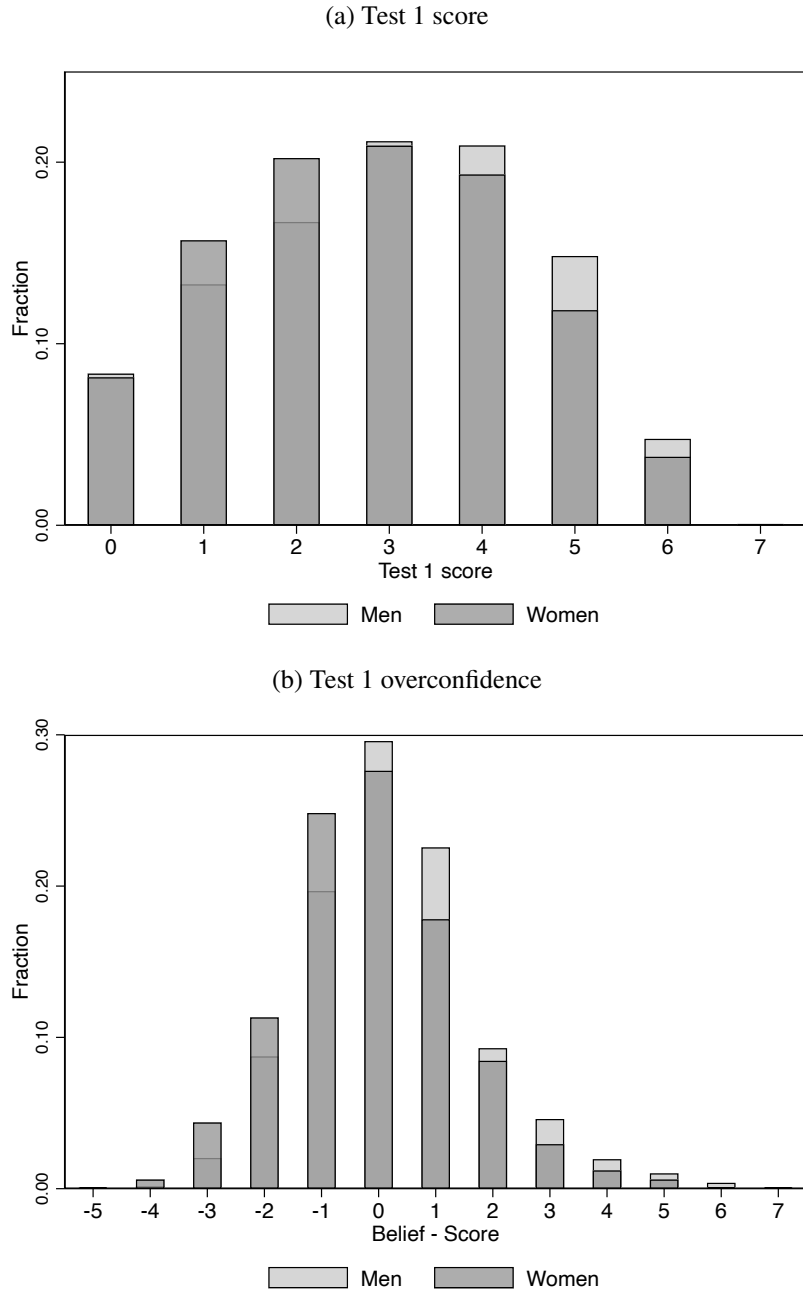 (a) Test 1 score
0.20
0.10
0.00
Fraction
0 1 2 3 4 5 6 7
Test 1 score
Men Women
(b) Test 1 overconfidence
0.30
0.20
0.10
0.00
Fraction
-5 -4 -3 -2 -1 0 1 2 3 4 5 6 7
Belief - Score
Men Women